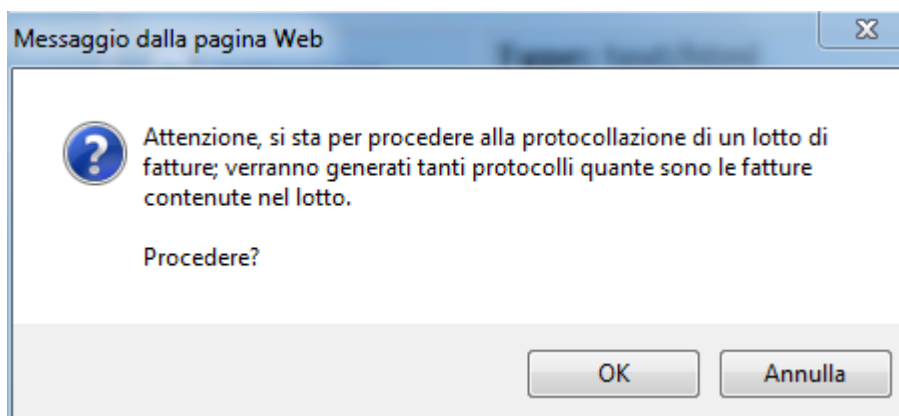 Messaggio dalla pagina Web
Attenzione, si sta per procedere alla protocollazione di un lotto di
fatture; verranno generati tanti protocolli quante sono le fatture
contenute nel lotto.
Procedere?
OK
Annulla